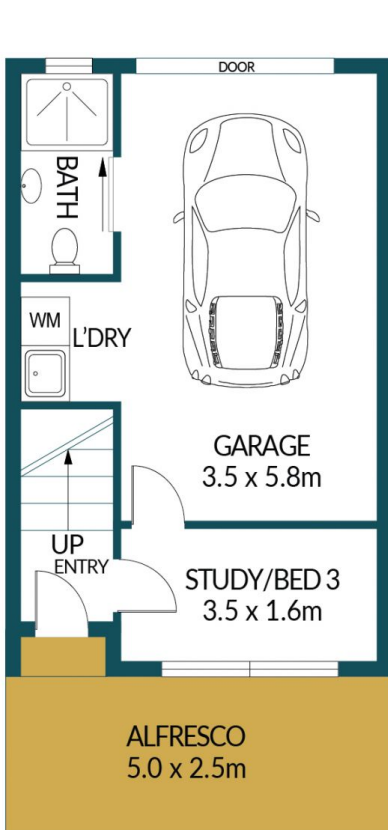 DOOR
BATH
WM
L'DRY
GARAGE
3.5 x 5.8m
UP
ENTRY
STUDY/BED 3
3.5 x 1.6m
ALFRESCO
5.0 x 2.5m